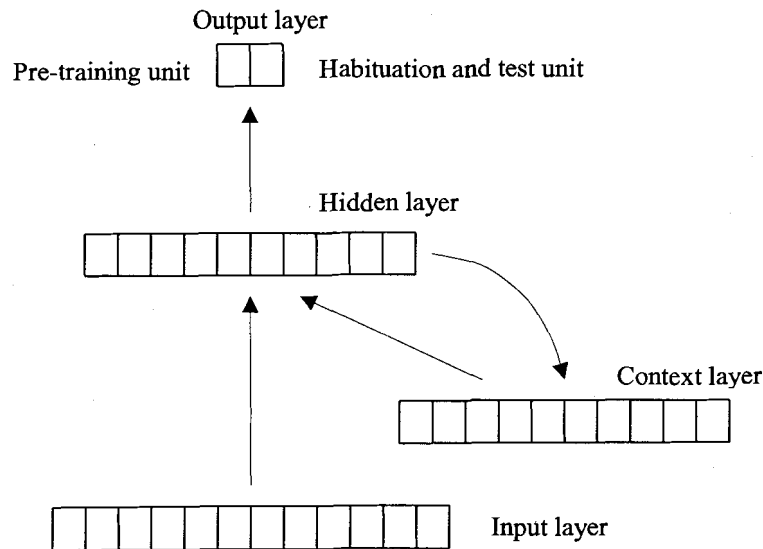 Output layer
Pre-training unit
Habituation and test unit
Hidden layer
Context layer
Input layer